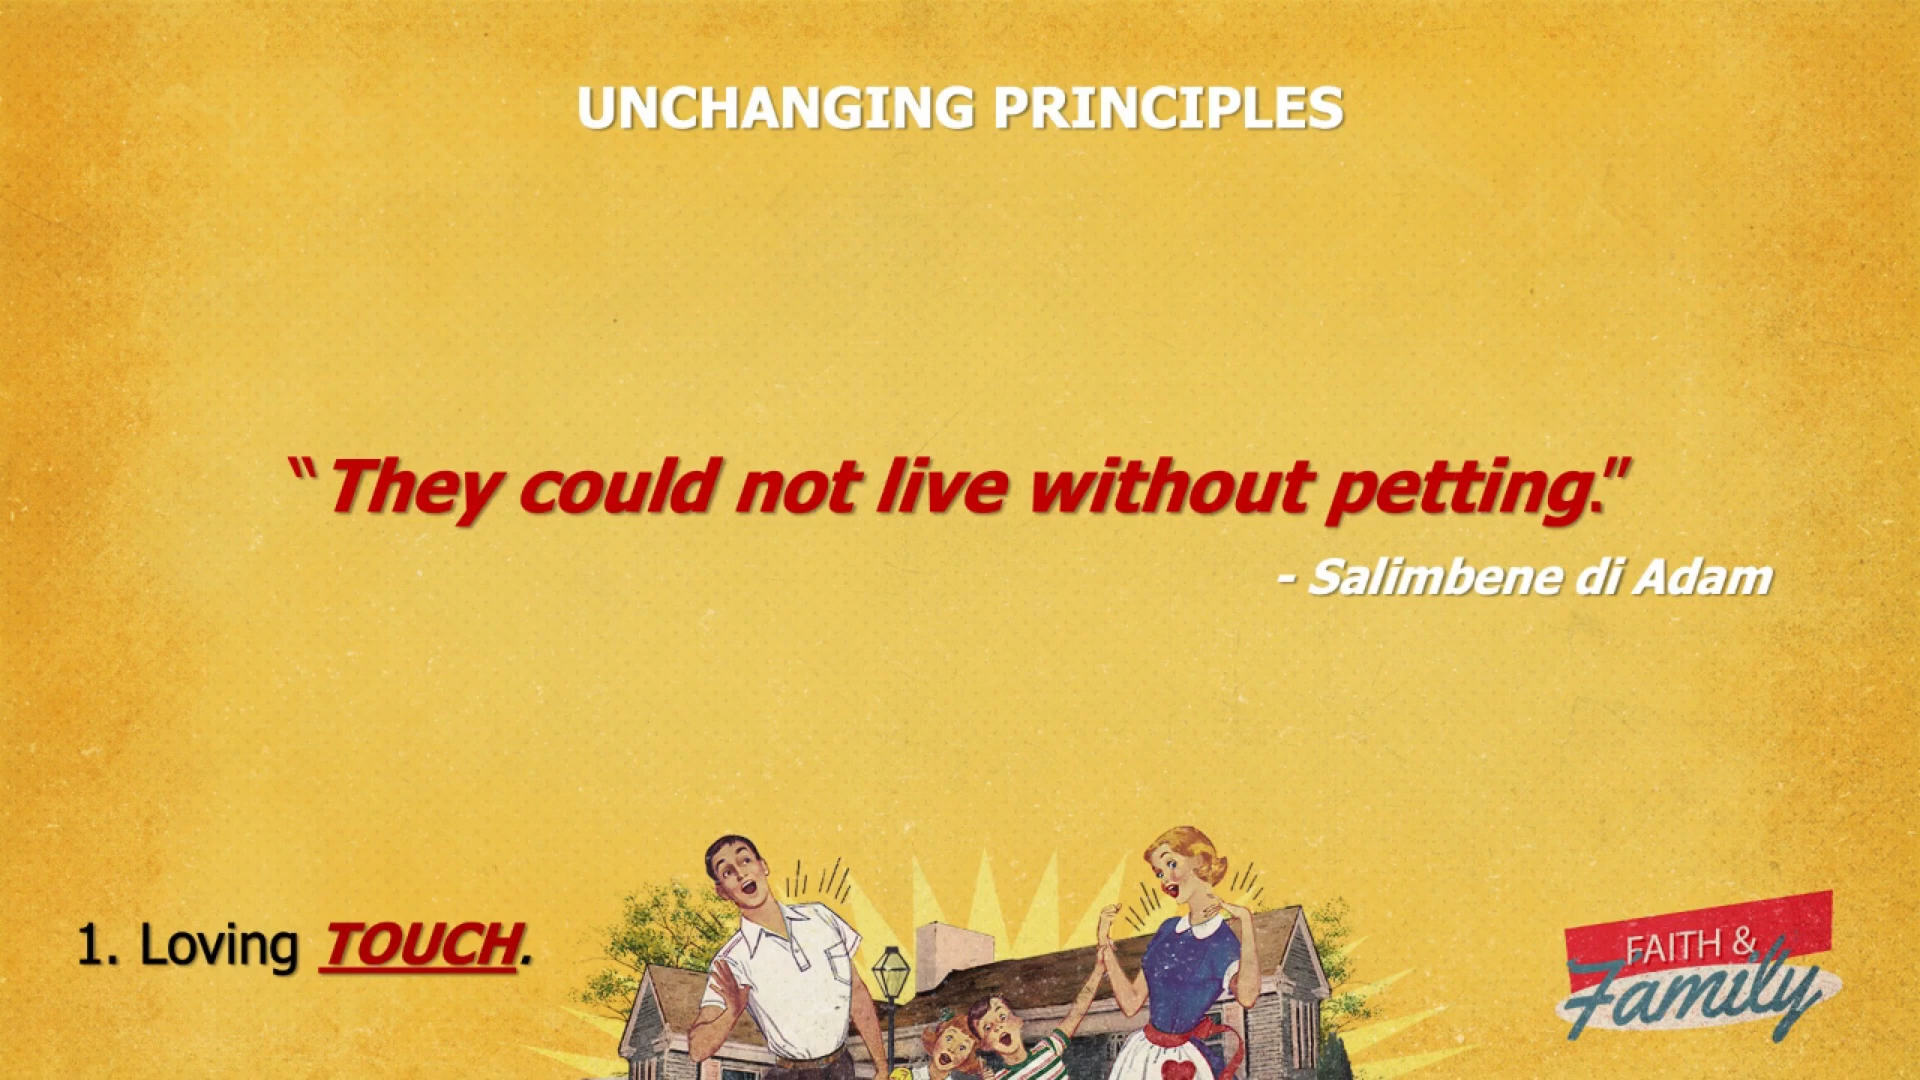 UNCHANGING PRINCIPLES
“They could not live without petting.”
- Salimbene di Adam
1. Loving TOUCH.
FAITH &
Family